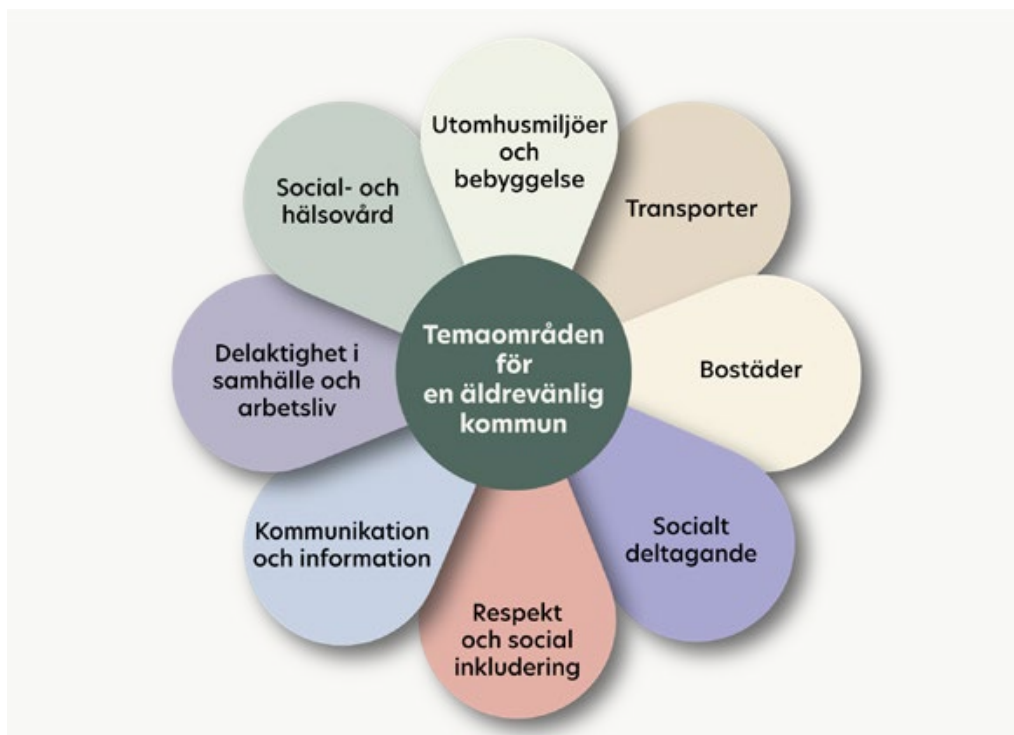 Utomhusmiljöer
och
bebyggelse
Transporter
Bostäder
Socialt
deltagande
Respekt
och social
inkludering
Kommunikation
och information
Delaktighet i
samhälle och
arbetsliv
Social- och
hälsovård
Temaområden
för
en äldrevänlig
kommun